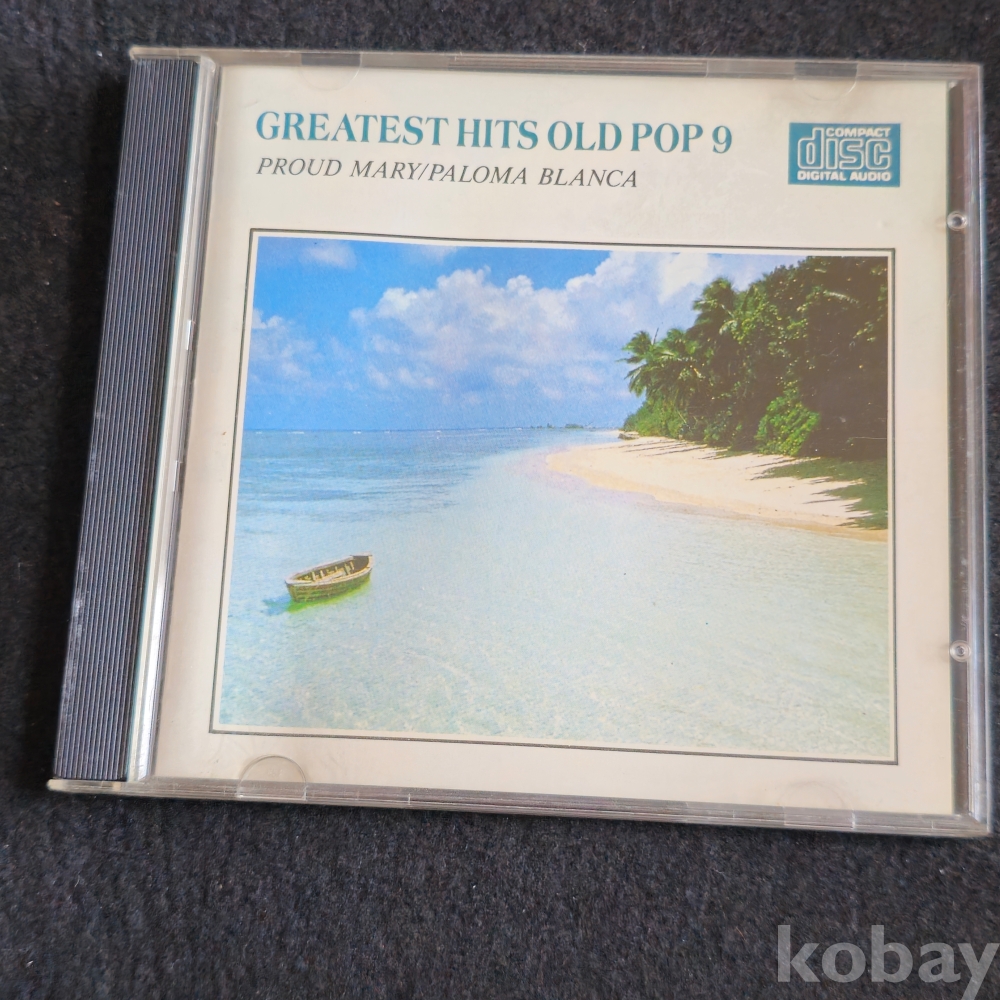 GREATEST HITS OLD POP 9
PROUD MARY/PALOMA BLANCA
COMPACT
disc
DIGITAL AUDIO
kobay